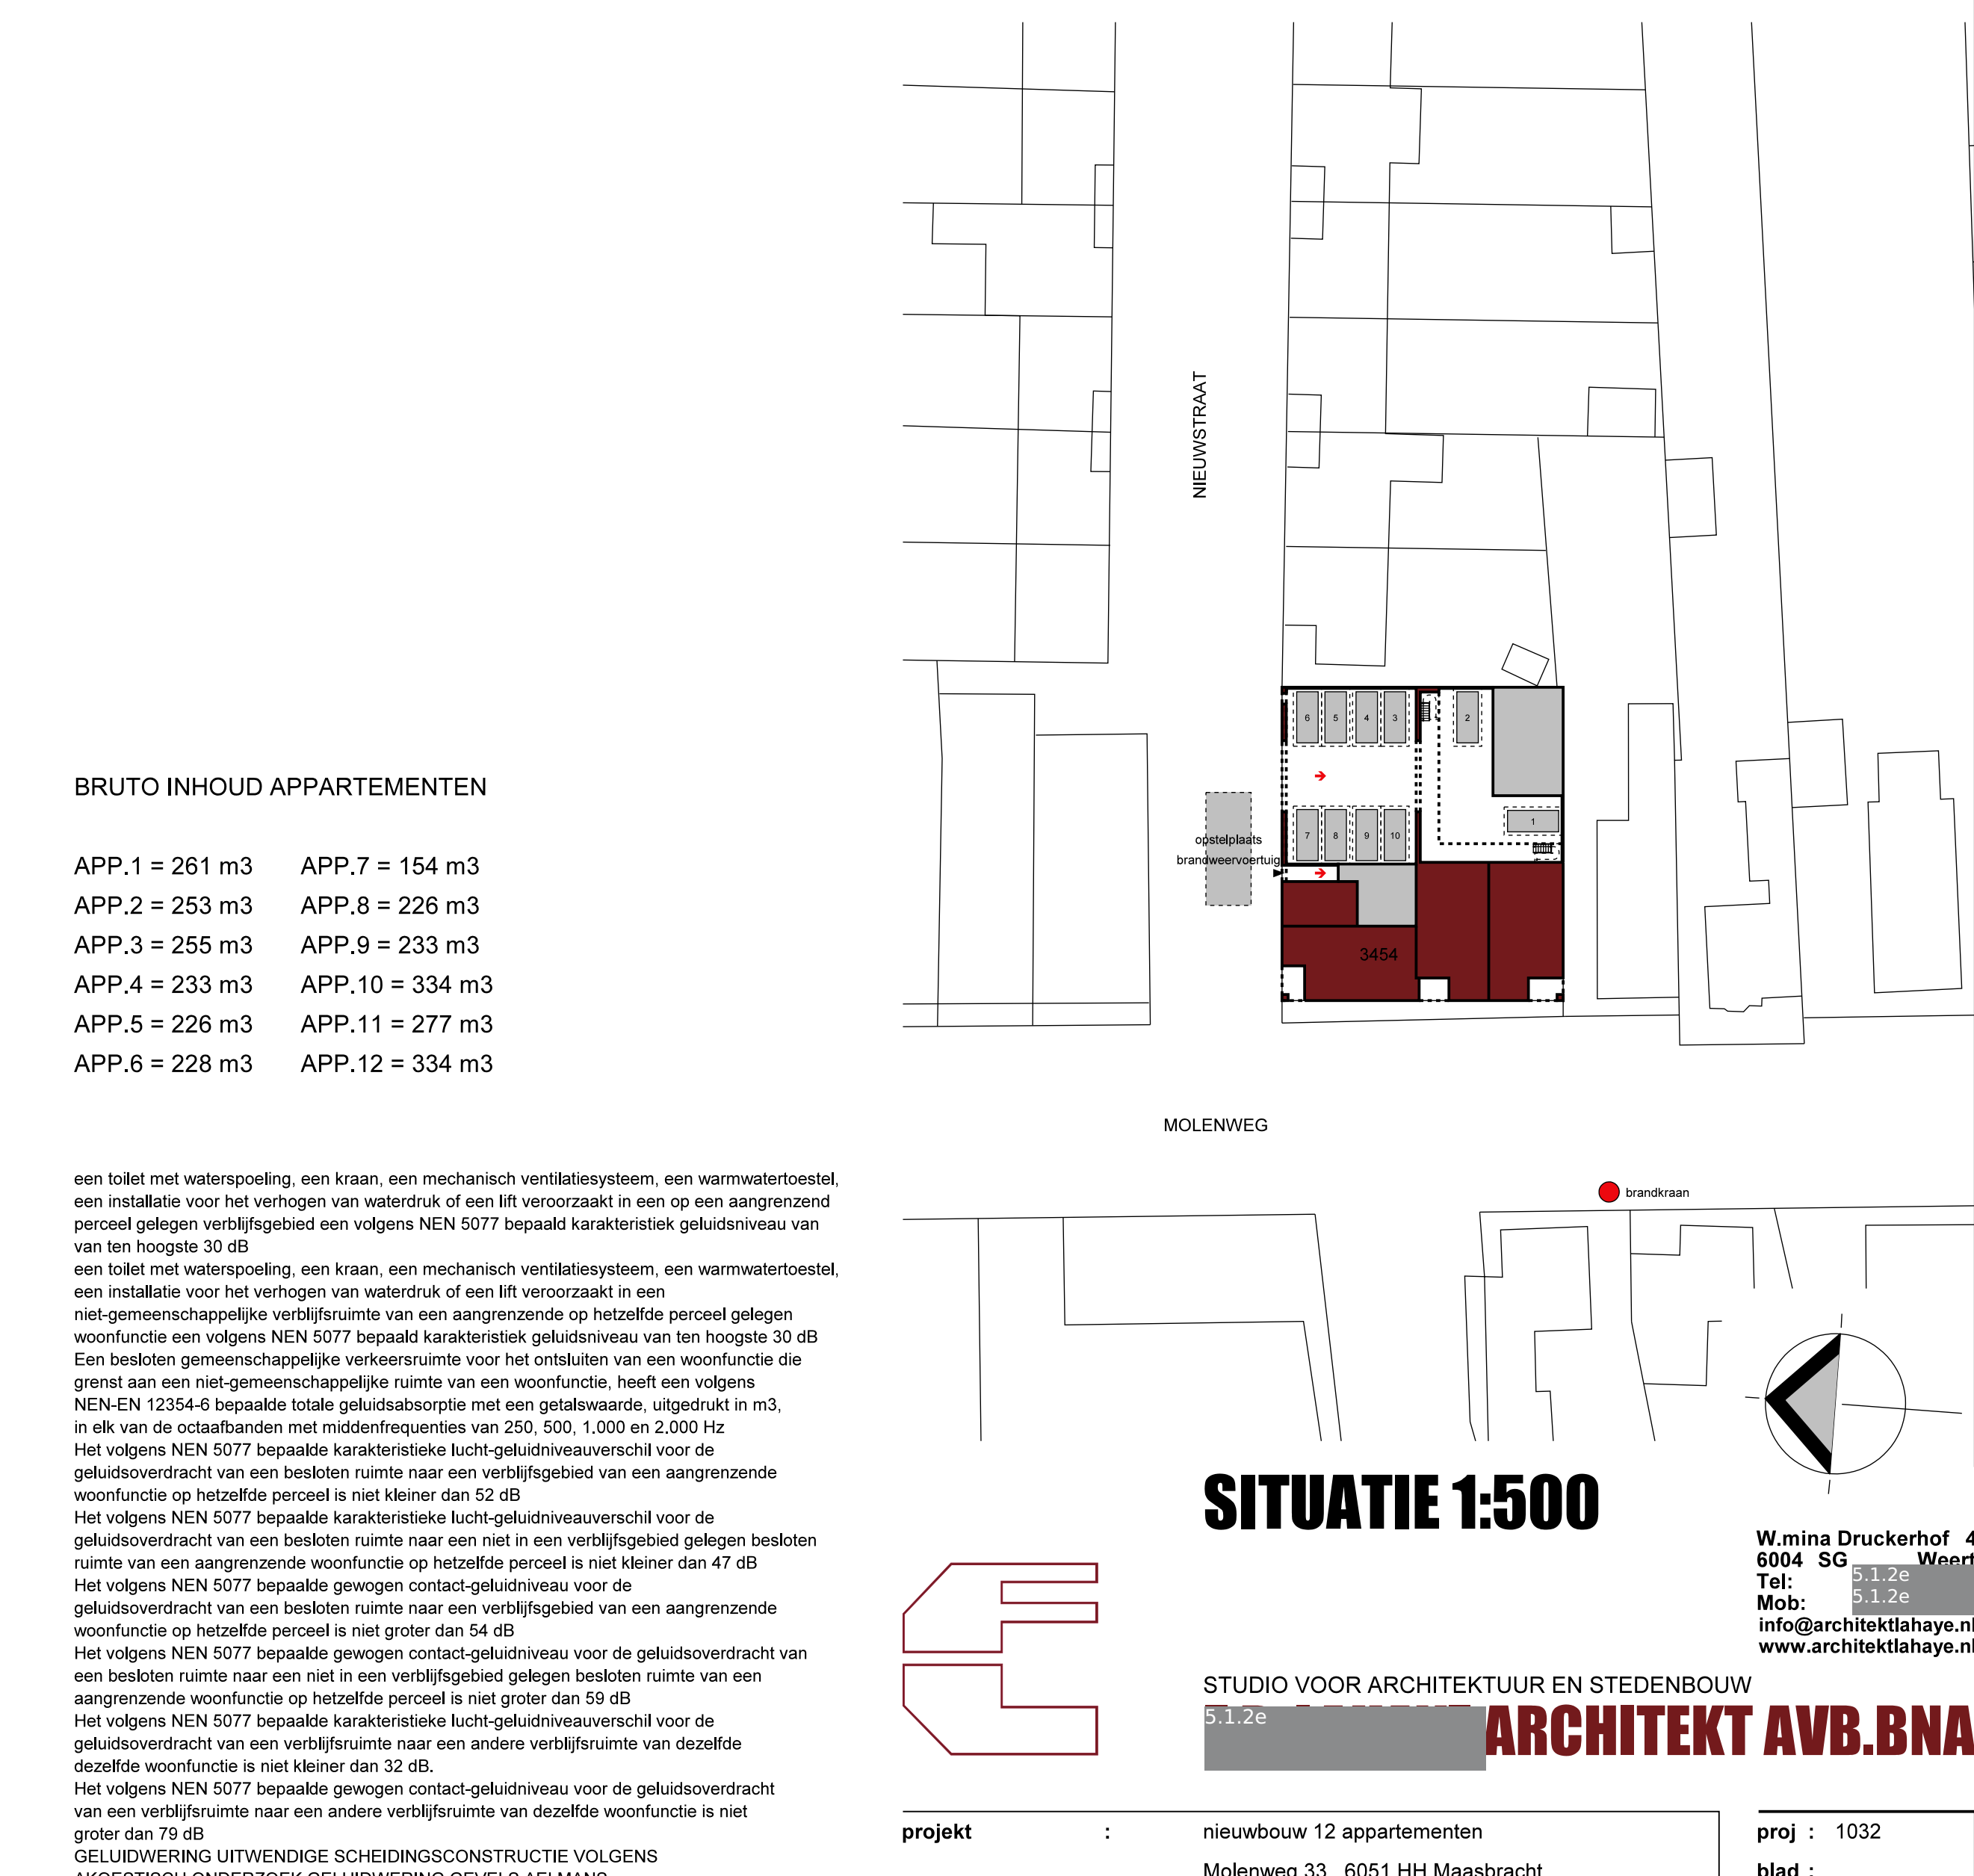 BRUTO INHOUD APPARTEMENTEN
APP.1 = 261 m3 APP.7 = 154 m3
APP.2 = 253 m3 APP.8 = 226 m3
APP.3 = 255 m3 APP.9 = 233 m3
APP.4 = 233 m3 APP.10 = 334 m3
APP.5 = 226 m3 APP.11 = 277 m3
APP.6 = 228 m3 APP.12 = 334 m3
een toilet met waterspoeling, een kraan, een mechanisch ventilatiesysteem, een warmwatertoestel,
een installatie voor het verhogen van waterdruk of een lift veroorzaakt in een op een aangrenzend
perceel gelegen verblijfsgebied een volgens NEN 5077 bepaald karakteristiek geluidsniveau van
van ten hoogste 30 dB
een toilet met waterspoeling, een kraan, een mechanisch ventilatiesysteem, een warmwatertoestel,
een installatie voor het verhogen van waterdruk of een lift veroorzaakt in een
niet-gemeenschappelijke verblijfsruimte van een aangrenzende op hetzelfde perceel gelegen
woonfunctie een volgens NEN 5077 bepaald karakteristiek geluidsniveau van ten hoogste 30 dB
Een besloten gemeenschappelijke verkeersruimte voor het ontsluiten van een woonfunctie die
grenst aan een niet-gemeenschappelijke ruimte van een woonfunctie, heeft een volgens
NEN-EN 12354-6 bepaalde totale geluidsabsorptie met een getalswaarde, uitgedrukt in m3,
in elk van de octaafbanden met middenfrequenties van 250, 500, 1.000 en 2.000 Hz
Het volgens NEN 5077 bepaalde karakteristieke lucht-geluidniveauverschil voor de
geluidsoverdracht van een besloten ruimte naar een verblijfsgebied van een aangrenzende
woonfunctie op hetzelfde perceel is niet kleiner dan 52 dB
Het volgens NEN 5077 bepaalde karakteristieke lucht-geluidniveauverschil voor de
geluidsoverdracht van een besloten ruimte naar een niet in een verblijfsgebied gelegen besloten
ruimte van een aangrenzende woonfunctie op hetzelfde perceel is niet kleiner dan 47 dB
Het volgens NEN 5077 bepaalde gewogen contact-geluidniveau voor de
geluidsoverdracht van een besloten ruimte naar een verblijfsgebied van een aangrenzende
woonfunctie op hetzelfde perceel is niet groter dan 54 dB
Het volgens NEN 5077 bepaalde gewogen contact-geluidniveau voor de geluidsoverdracht van
een besloten ruimte naar een niet in een verblijfsgebied gelegen besloten ruimte van een
aangrenzende woonfunctie op hetzelfde perceel is niet groter dan 59 dB
Het volgens NEN 5077 bepaalde karakteristieke lucht-geluidniveauverschil voor de
geluidsoverdracht van een verblijfsruimte naar een andere verblijfsruimte van dezelfde
dezelfde woonfunctie is niet kleiner dan 32 dB.
Het volgens NEN 5077 bepaalde gewogen contact-geluidniveau voor de geluidsoverdracht
van een verblijfsruimte naar een andere verblijfsruimte van dezelfde woonfunctie is niet
groter dan 79 dB
GELUIDWERING UITWENDIGE SCHEIDINGSCONSTRUCTIE VOLGENS
AKOESTISCH ONDERZOEK GELUIDWERING GEVELS AELMANS
NIEUWSTRAAT
6 5 4 3 2
7 8 9 10 1
opstelplaats
brandweervoertuig
3454
MOLENWEG
brandkraan
SITUATIE 1:500
W.mina Druckerhof 4
6004 SG Weert
Tel: 5.1.2e
Mob: 5.1.2e
info@architektlahaye.nl
www.architektlahaye.nl
STUDIO VOOR ARCHITEKTUUR EN STEDENBOUW
5.1.2e ARCHITEKT AVB.BNA
projekt : nieuwbouw 12 appartementen
Molenweg 33 6051 HH Maasbracht
proj : 1032
blad :